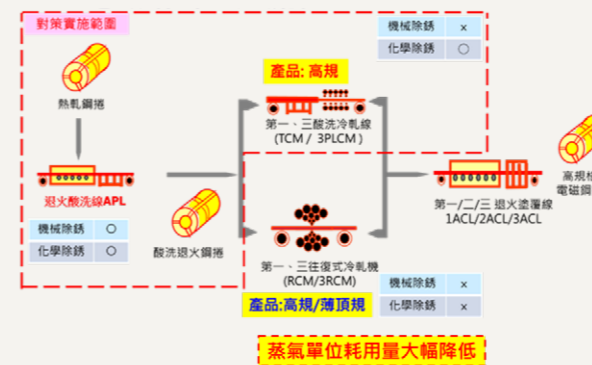 對策實施範圍
熱軋鋼捲
退火酸洗線APL
機械除銹 ○
化學除銹 ○
酸洗退火鋼捲
機械除銹 x
化學除銹 ○
產品: 高規
第一、三酸洗冷軋線
(TCM / 3PLCM )
第一、三往復式冷軋機
(RCM/3RCM)
機械除銹 x
化學除銹 x
產品:高規/薄頂規
第一/二/三 退火塗覆線
1ACL/2ACL/3ACL
高規格
電磁鋼
蒸氣單位耗用量大幅降低